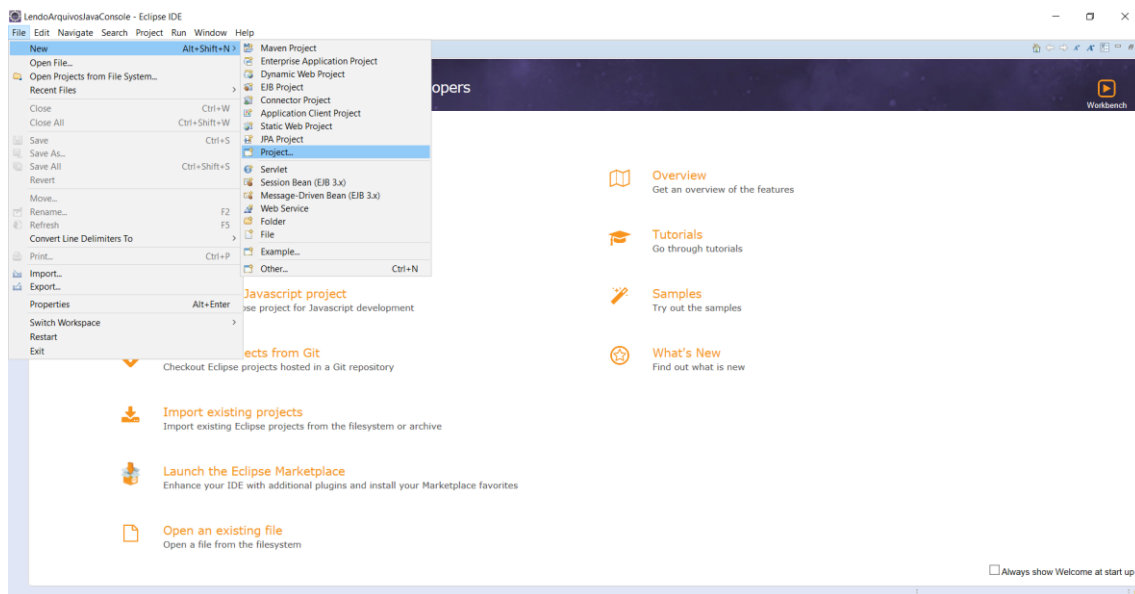 LendoArquivosJavaConsole - Eclipse IDE
File Edit Navigate Search Project Run Window Help
New Alt+Shift+N >
Open File...
Open Projects from File System...
Recent Files >
Close Ctrl+W
Close All Ctrl+Shift+W
Save Ctrl+S
Save As...
Save All Ctrl+Shift+S
Revert
Move...
Rename... F2
Refresh F5
Convert Line Delimiters To >
Print... Ctrl+P
Import...
Export...
Properties Alt+Enter
Switch Workspace >
Restart
Exit
Maven Project
Enterprise Application Project
Dynamic Web Project
EJB Project
Connector Project
Application Client Project
Static Web Project
JPA Project
Project...
Servlet
Session Bean (EJB 3.x)
Message-Driven Bean (EJB 3.x)
Web Service
Folder
File
Example...
Other... Ctrl+N
opers
Workbench
Javascript project
ose project for Javascript development
ects from Git
Checkout Eclipse projects hosted in a Git repository
Import existing projects
Import existing Eclipse projects from the filesystem or archive
Launch the Eclipse Marketplace
Enhance your IDE with additional plugins and install your Marketplace favorites
Open an existing file
Open a file from the filesystem
Overview
Get an overview of the features
Tutorials
Go through tutorials
Samples
Try out the samples
What's New
Find out what is new
Always show Welcome at start up